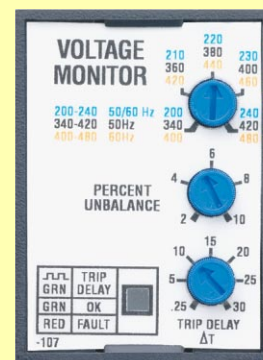 VOLTAGE
MONITOR
220
210 380 230
360 440 400
420 460
200-240 50/60 Hz 200 240
340-420 50Hz 340 420
400-480 60Hz 400 480
6
4 8
PERCENT
UNBALANCE
2 10
15
10 20
5 25
.25 30
TRIP DELAY
ΔT
GRN TRIP DELAY
GRN OK
RED FAULT
-107